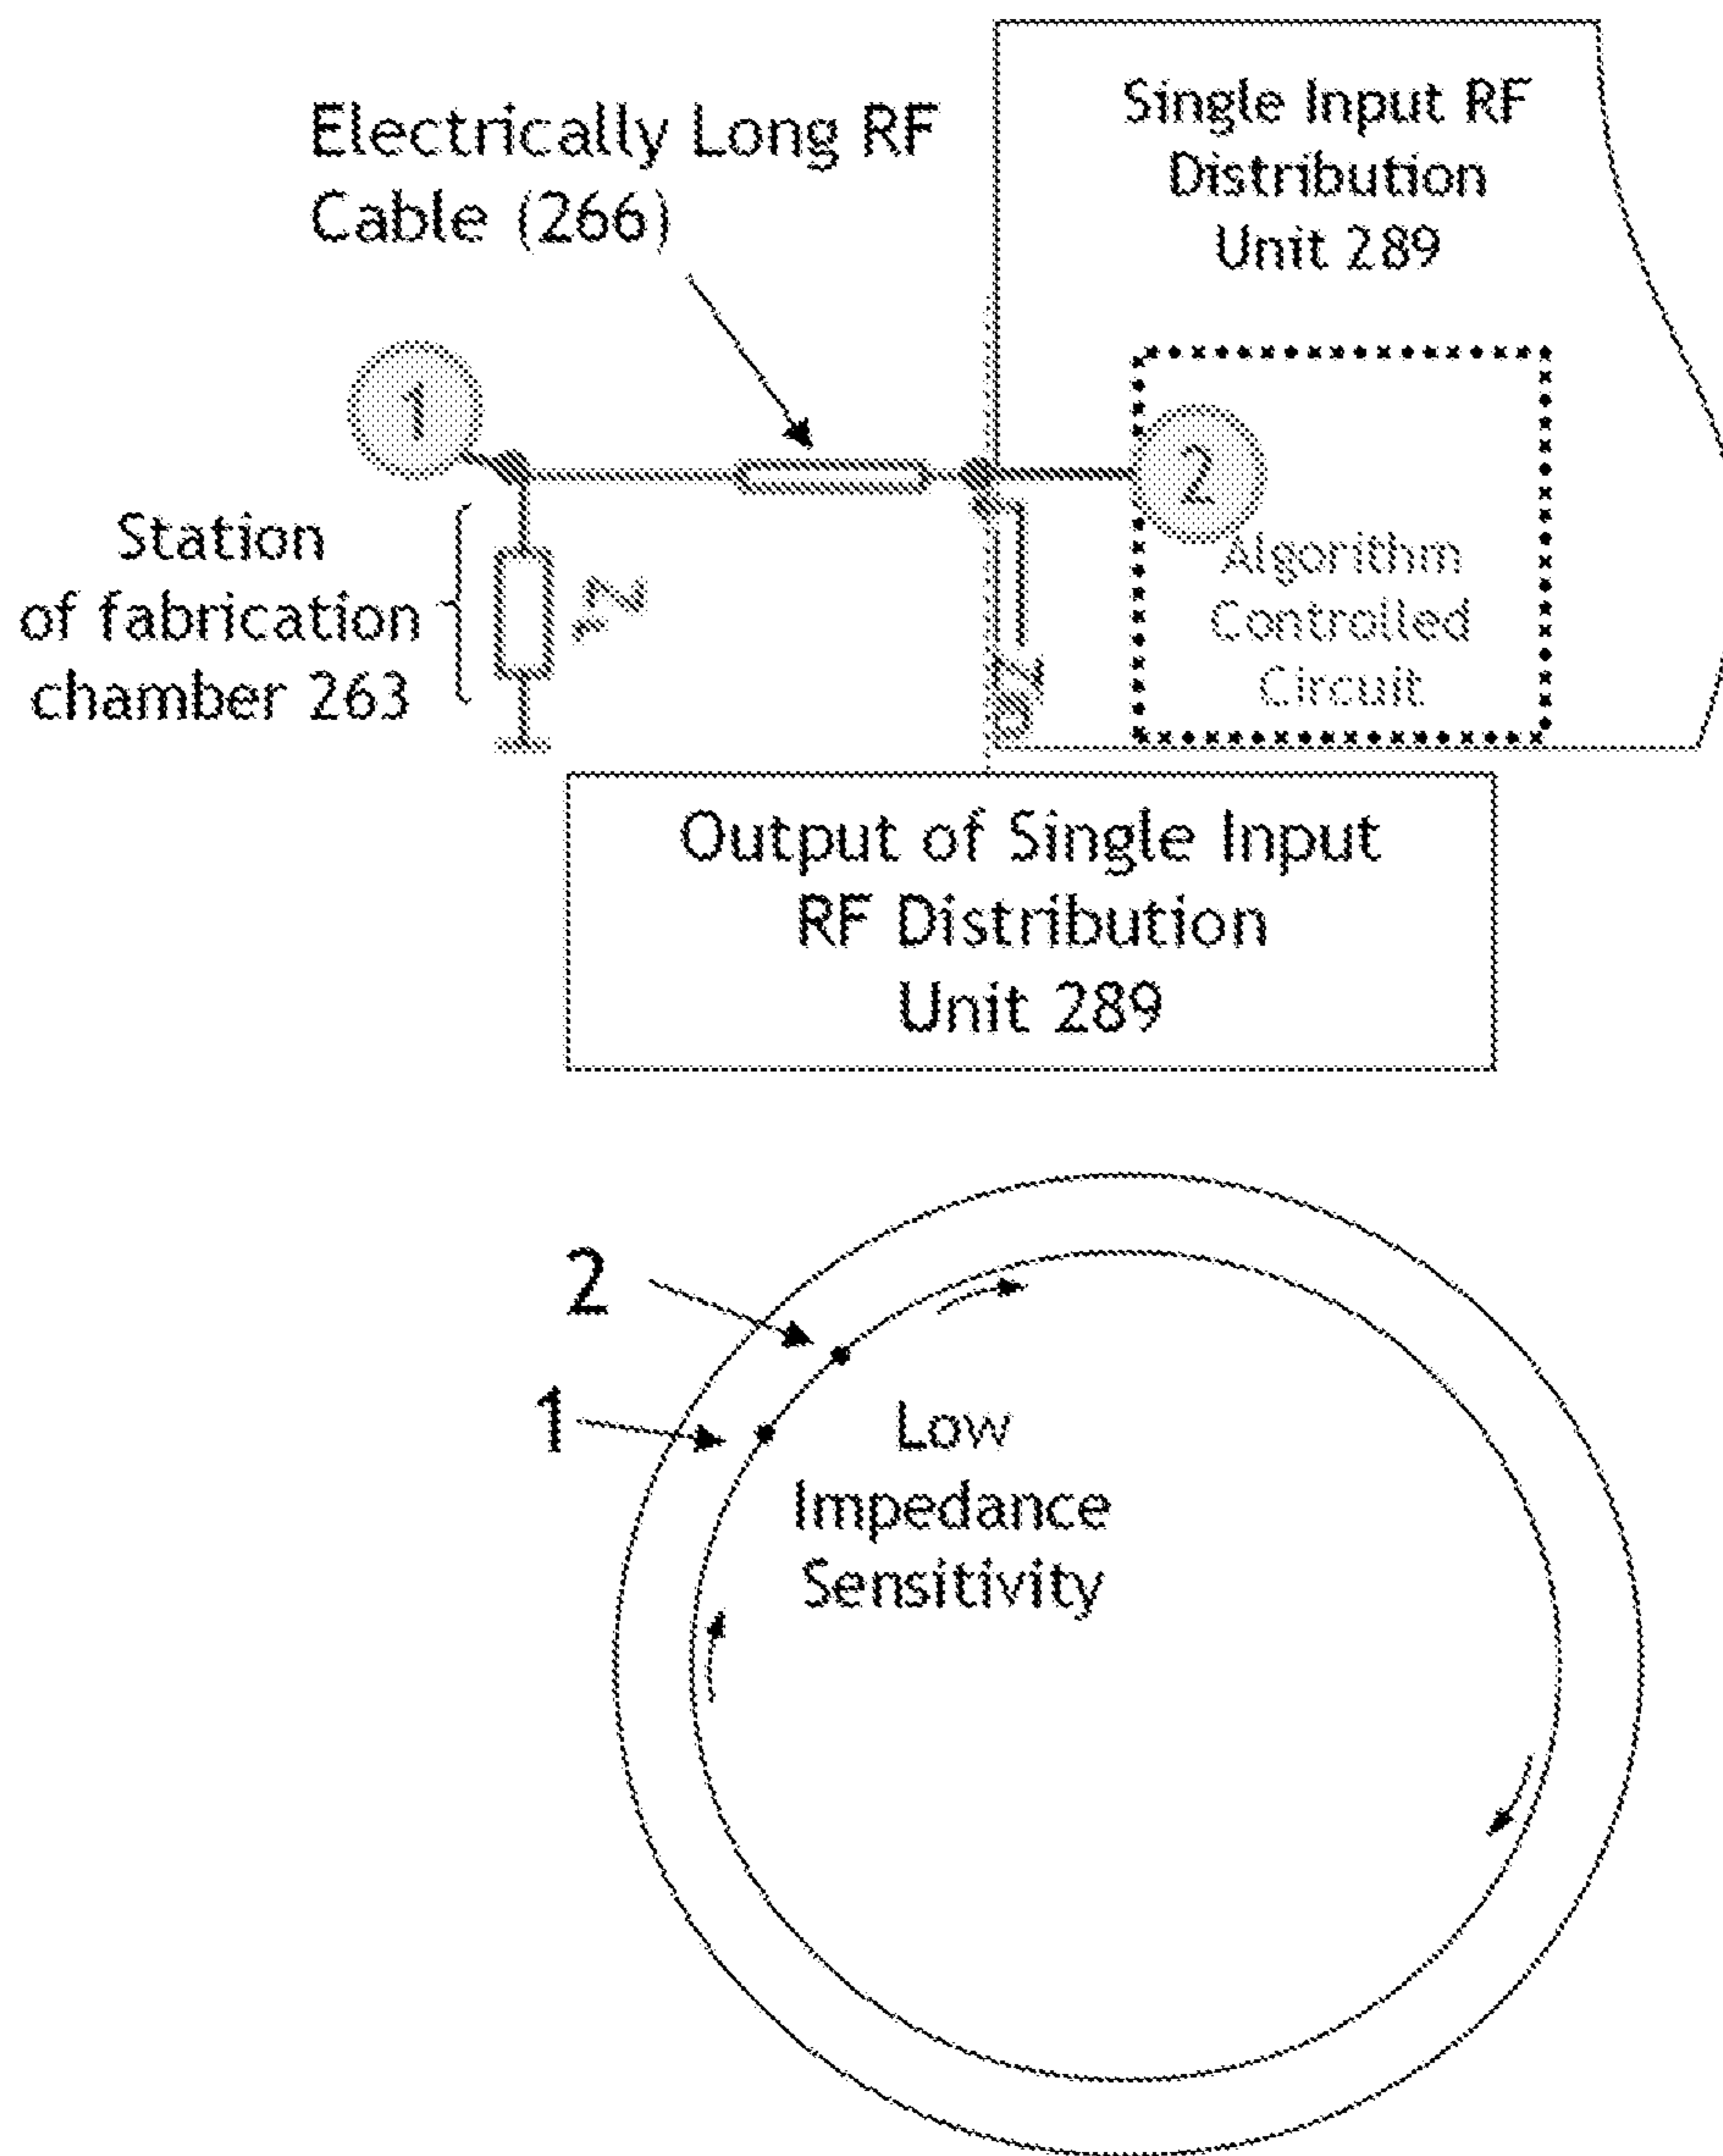 Single Input RF
Distribution
Unit 289
Electrically Long RF
Cable (266)
1
2
Station
of fabrication
chamber 263
Algorithm
Controlled
Circuit
Output of Single Input
RF Distribution
Unit 289
2
1
Low
Impedance
Sensitivity